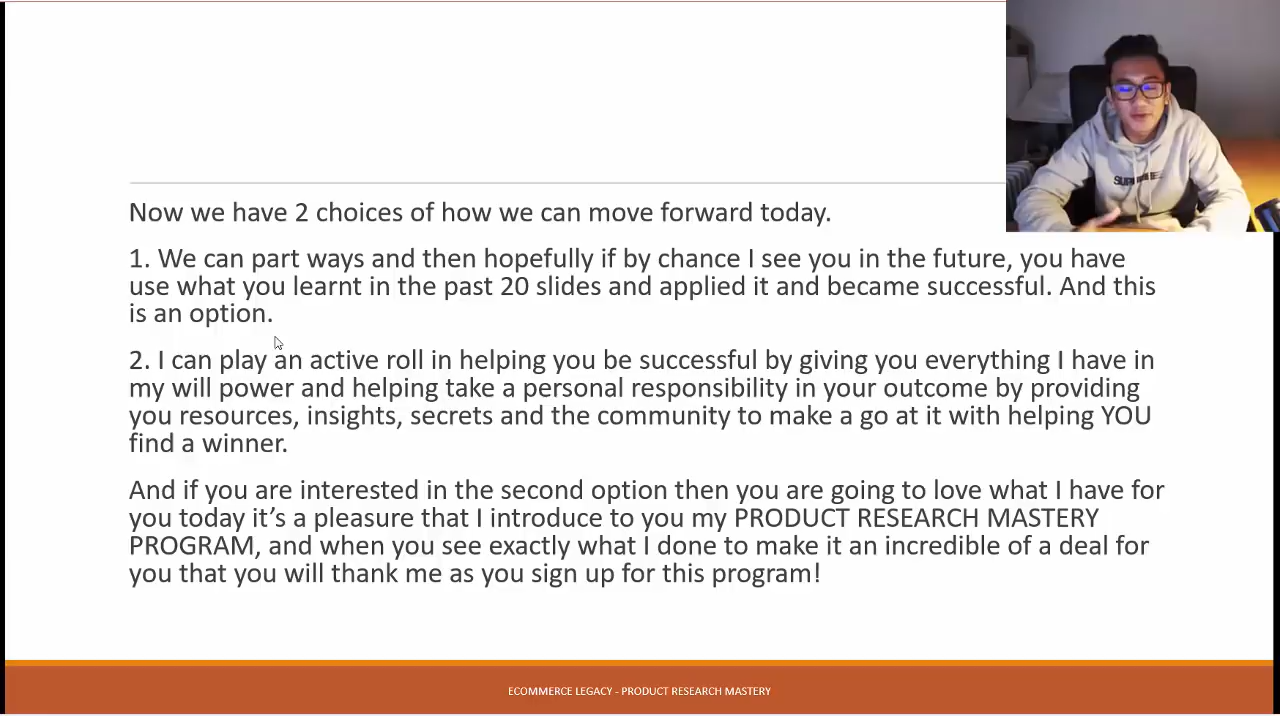 Now we have 2 choices of how we can move forward today.
1. We can part ways and then hopefully if by chance I see you in the future, you have
use what you learnt in the past 20 slides and applied it and became successful. And this
is an option.
2. I can play an active roll in helping you be successful by giving you everything I have in
my will power and helping take a personal responsibility in your outcome by providing
you resources, insights, secrets and the community to make a go at it with helping YOU
find a winner.
And if you are interested in the second option then you are going to love what I have for
you today it’s a pleasure that I introduce to you my PRODUCT RESEARCH MASTERY
PROGRAM, and when you see exactly what I done to make it an incredible of a deal for
you that you will thank me as you sign up for this program!
ECOMMERCE LEGACY - PRODUCT RESEARCH MASTERY